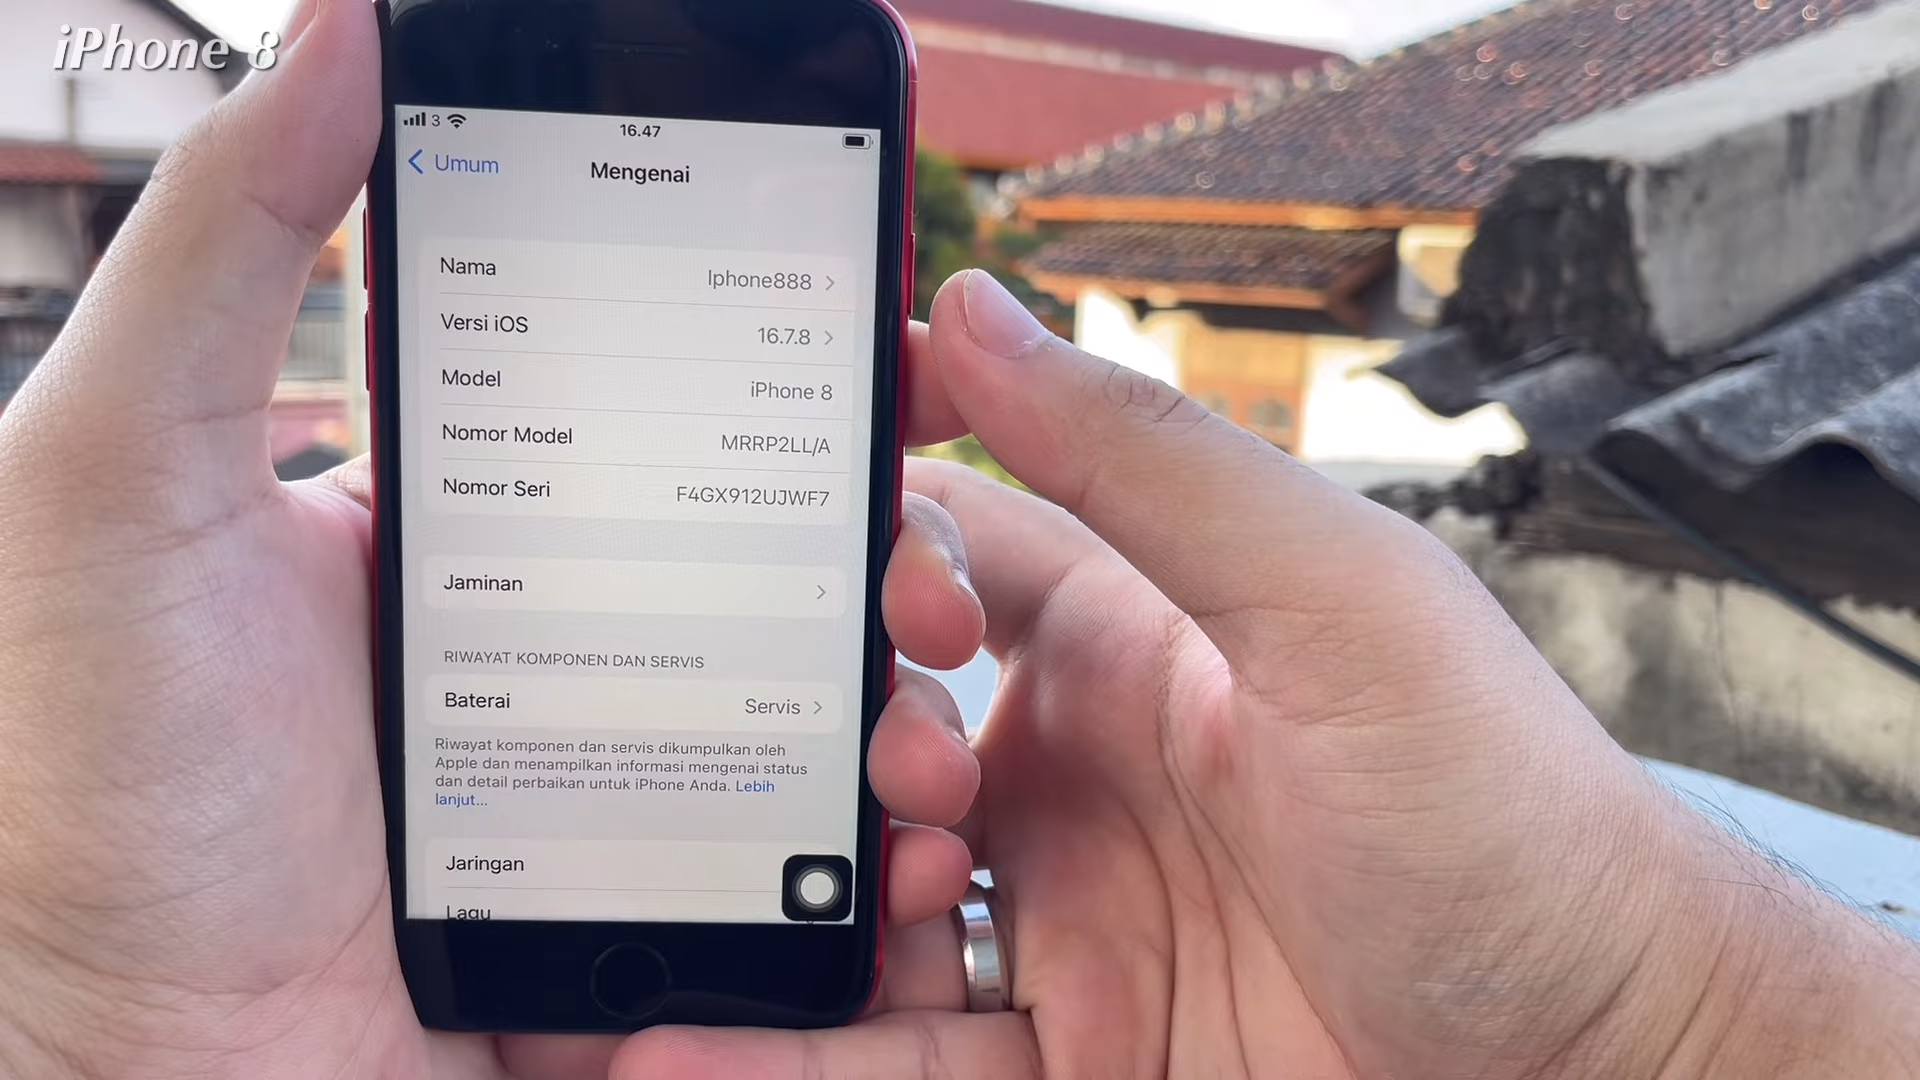 iPhone 8
3
16.47
Umum
Mengenai
Nama
Iphone888
Versi iOS
16.7.8
Model
iPhone 8
Nomor Model
MRRP2LL/A
Nomor Seri
F4GX912UJWF7
Jaminan
RIWAYAT KOMPONEN DAN SERVIS
Baterai
Servis
Riwayat komponen dan servis dikumpulkan oleh
Apple dan menampilkan informasi mengenai status
dan detail perbaikan untuk iPhone Anda. Lebih
lanjut...
Jaringan
Lagu